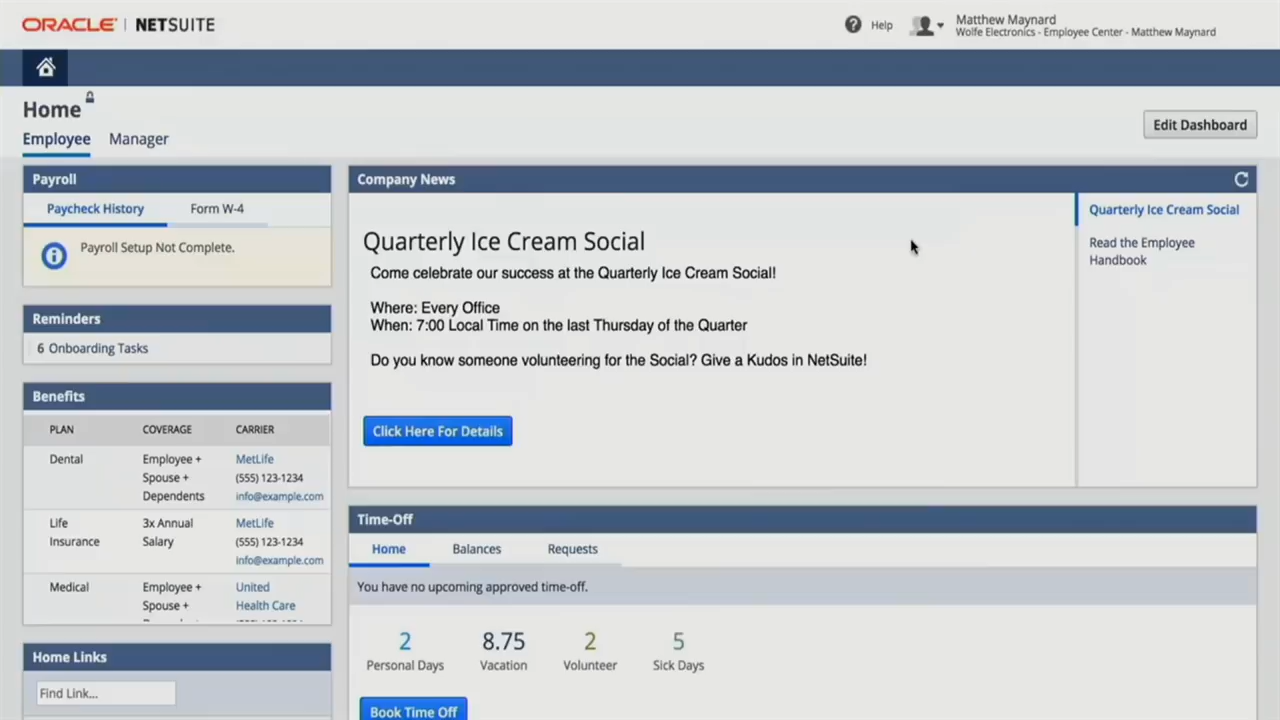 ORACLE | NETSUITE
Help
Matthew Maynard
Wolfe Electronics - Employee Center - Matthew Maynard
Home
Edit Dashboard
Employee Manager
Payroll
Paycheck History Form W-4
Payroll Setup Not Complete.
Reminders
6 Onboarding Tasks
Benefits
PLAN COVERAGE CARRIER
Dental Employee + MetLife
Spouse + (555) 123-1234
Dependents info@example.com
Life 3x Annual MetLife
Insurance Salary (555) 123-1234
info@example.com
Medical Employee + United
Spouse + Health Care
Home Links
Find Link...
Company News
Quarterly Ice Cream Social
Come celebrate our success at the Quarterly Ice Cream Social!
Where: Every Office
When: 7:00 Local Time on the last Thursday of the Quarter
Do you know someone volunteering for the Social? Give a Kudos in NetSuite!
Click Here For Details
Quarterly Ice Cream Social
Read the Employee
Handbook
Time-Off
Home Balances Requests
You have no upcoming approved time-off.
2 8.75 2 5
Personal Days Vacation Volunteer Sick Days
Book Time Off